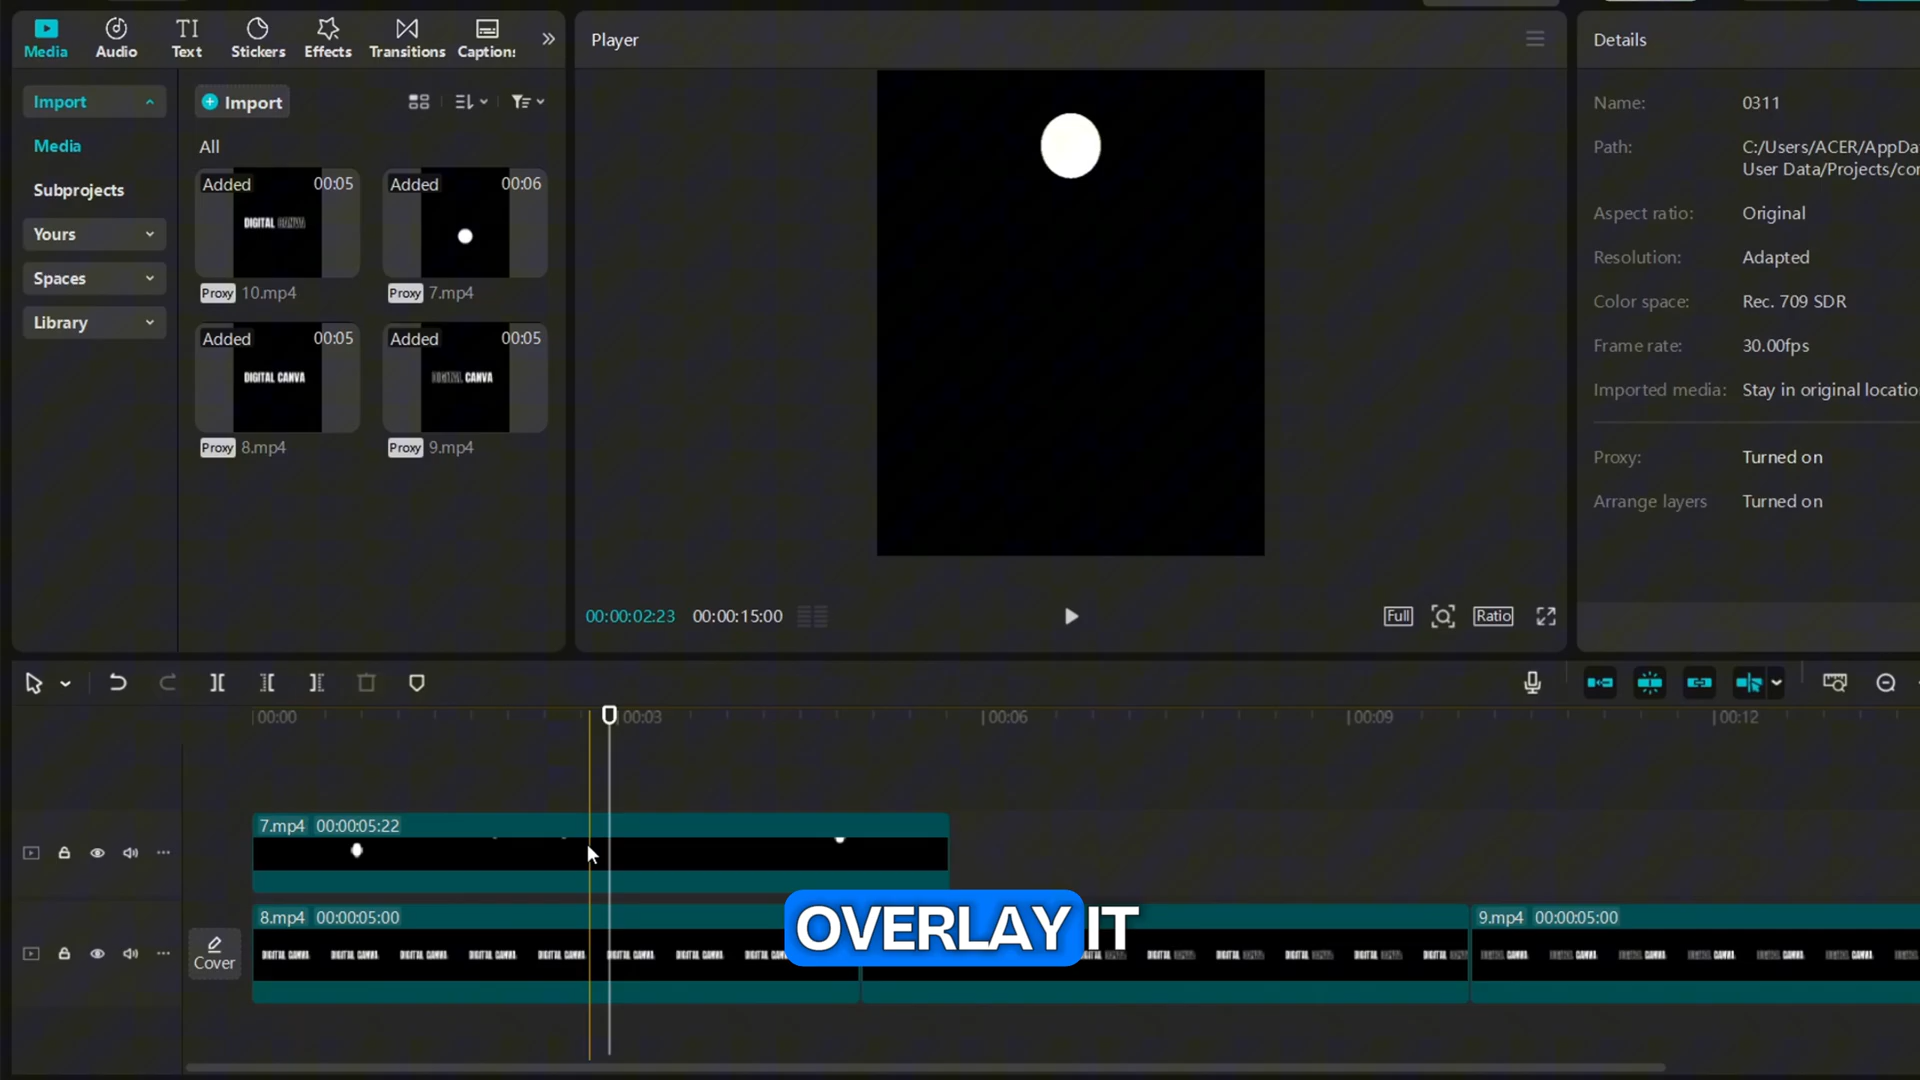 Media
Audio
Text
Stickers
Effects
Transitions
Caption
Import
Media
Subprojects
Yours
Spaces
Library
Import
All
Added 00:05
DIGITAL CANVA
Proxy 10.mp4
Added 00:06
Proxy 7.mp4
Added 00:05
DIGITAL CANVA
Proxy 8.mp4
Added 00:05
DIGITAL CANVA
Proxy 9.mp4
Player
00:00:02:23 00:00:15:00
Full
Ratio
Details
Name: 0311
Path: C:/Users/ACER/AppDat
User Data/Projects/co
Aspect ratio: Original
Resolution: Adapted
Color space: Rec. 709 SDR
Frame rate: 30.00fps
Imported media: Stay in original locatio
Proxy: Turned on
Arrange layers Turned on
00:00 00:03 00:06 00:09 00:12
7.mp4 00:00:05:22
Cover
8.mp4 00:00:05:00
9.mp4 00:00:05:00
OVERLAY IT